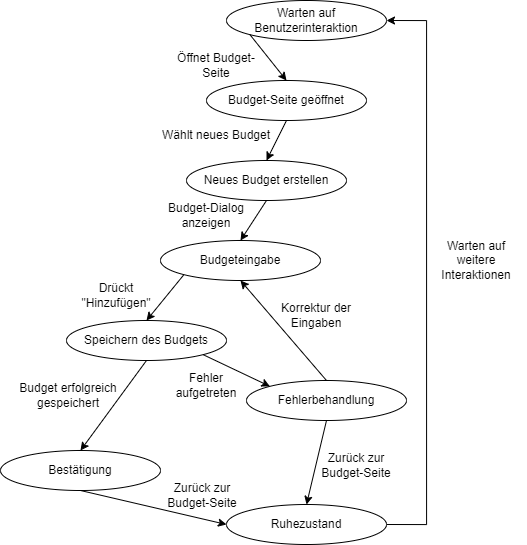 Warten auf
Benutzerinteraktion
Öffnet Budget-
Seite
Budget-Seite geöffnet
Wählt neues Budget
Neues Budget erstellen
Budget-Dialog
anzeigen
Warten auf
weitere
Interaktionen
Budgeteingabe
Drückt
"Hinzufügen"
Korrektur der
Eingaben
Speichern des Budgets
Fehler
aufgetreten
Budget erfolgreich
gespeichert
Fehlerbehandlung
Bestätigung
Zurück zur
Budget-Seite
Zurück zur
Budget-Seite
Ruhezustand